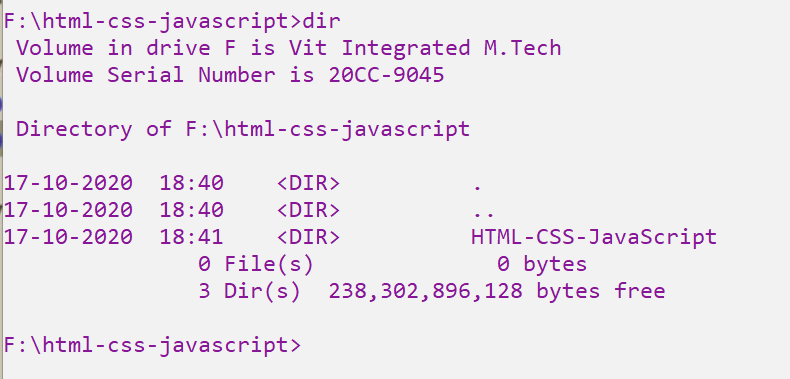 F:\html-css-javascript>dir
Volume in drive F is Vit Integrated M.Tech
Volume Serial Number is 20CC-9045
Directory of F:\html-css-javascript
17-10-2020  18:40    <DIR>          .
17-10-2020  18:40    <DIR>          ..
17-10-2020  18:41    <DIR>          HTML-CSS-JavaScript
0 File(s)              0 bytes
3 Dir(s)  238,302,896,128 bytes free
F:\html-css-javascript>